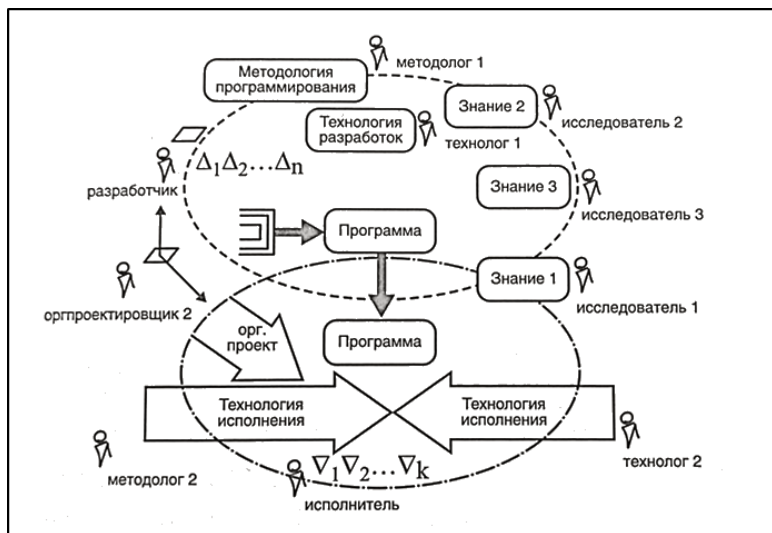 методолог 1
Методология
программирования
Знание 2
исследователь 2
Технология
разработок
технолог 1
Δ₁Δ₂...Δn
разработчик
Знание 3
исследователь 3
Программа
Знание 1
исследователь 1
оргпроектировщик 2
орг.
проект
Программа
Технология
исполнения
Технология
исполнения
методолог 2
технолог 2
∇₁∇₂...∇k
исполнитель